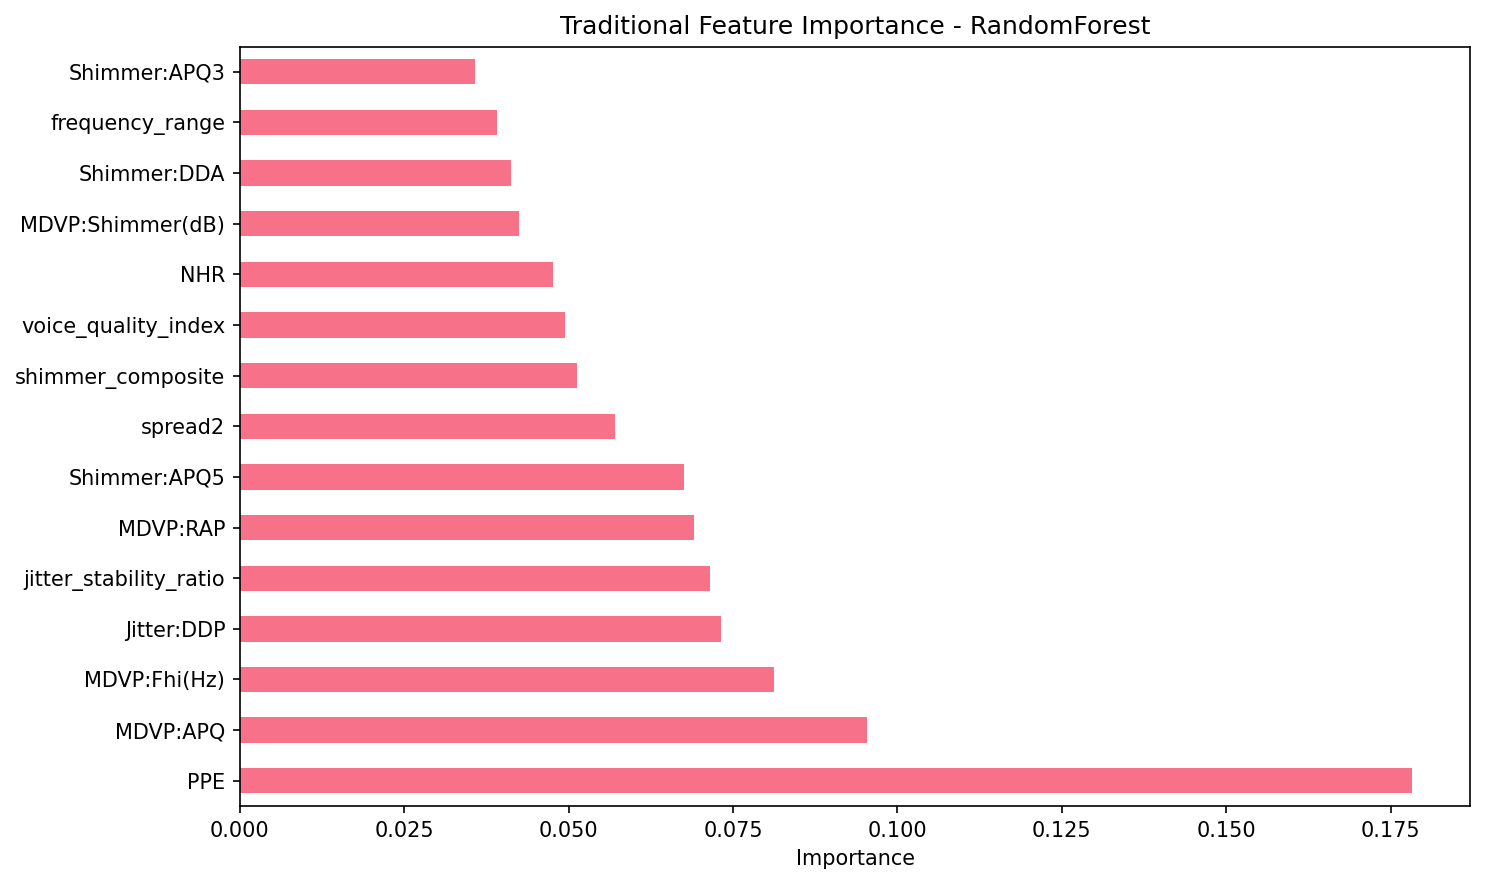 Traditional Feature Importance - RandomForest
Shimmer:APQ3
frequency_range
Shimmer:DDA
MDVP:Shimmer(dB)
NHR
voice_quality_index
shimmer_composite
spread2
Shimmer:APQ5
MDVP:RAP
jitter_stability_ratio
Jitter:DDP
MDVP:Fhi(Hz)
MDVP:APQ
PPE
0.000 0.025 0.050 0.075 0.100 0.125 0.150 0.175
Importance